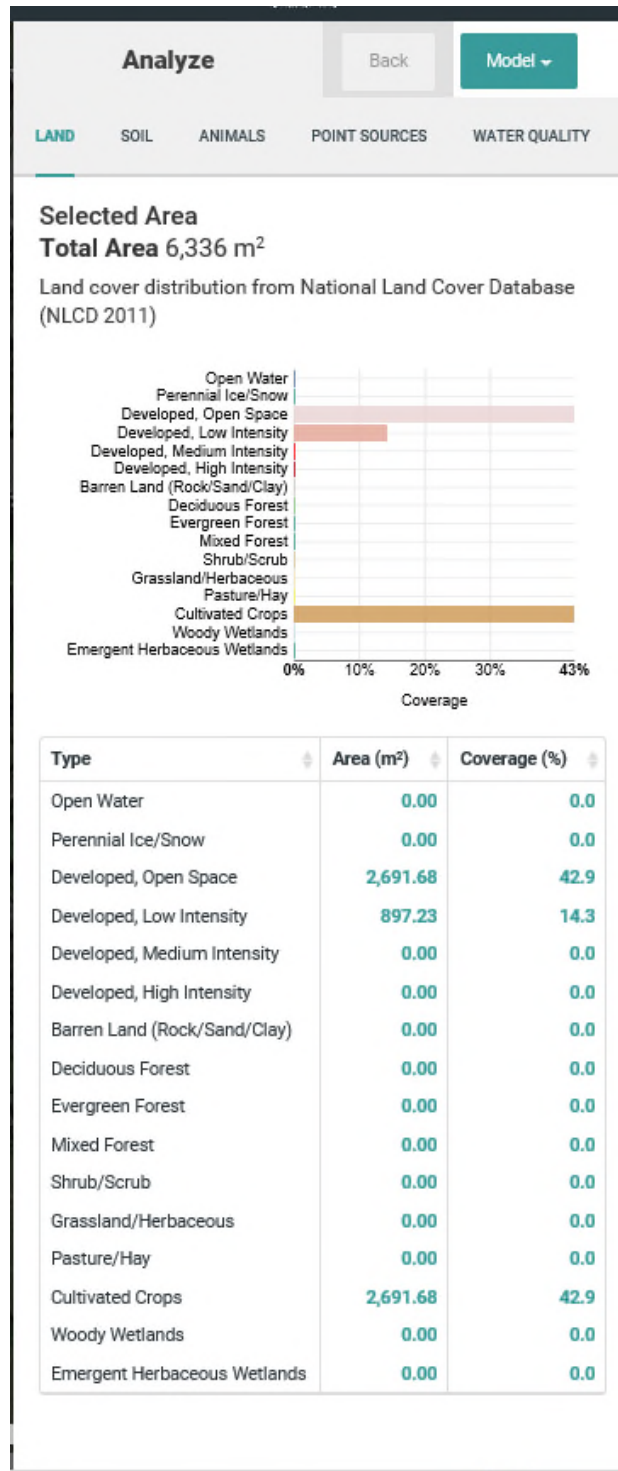 Analyze
Back
Model
LAND SOIL ANIMALS POINT SOURCES WATER QUALITY
Selected Area
Total Area 6,336 m²
Land cover distribution from National Land Cover Database
(NLCD 2011)
Open Water
Perennial Ice/Snow
Developed, Open Space
Developed, Low Intensity
Developed, Medium Intensity
Developed, High Intensity
Barren Land (Rock/Sand/Clay)
Deciduous Forest
Evergreen Forest
Mixed Forest
Shrub/Scrub
Grassland/Herbaceous
Pasture/Hay
Cultivated Crops
Woody Wetlands
Emergent Herbaceous Wetlands
0% 10% 20% 30% 43%
Coverage
Type Area (m²) Coverage (%)
Open Water 0.00 0.0
Perennial Ice/Snow 0.00 0.0
Developed, Open Space 2,691.68 42.9
Developed, Low Intensity 897.23 14.3
Developed, Medium Intensity 0.00 0.0
Developed, High Intensity 0.00 0.0
Barren Land (Rock/Sand/Clay) 0.00 0.0
Deciduous Forest 0.00 0.0
Evergreen Forest 0.00 0.0
Mixed Forest 0.00 0.0
Shrub/Scrub 0.00 0.0
Grassland/Herbaceous 0.00 0.0
Pasture/Hay 0.00 0.0
Cultivated Crops 2,691.68 42.9
Woody Wetlands 0.00 0.0
Emergent Herbaceous Wetlands 0.00 0.0